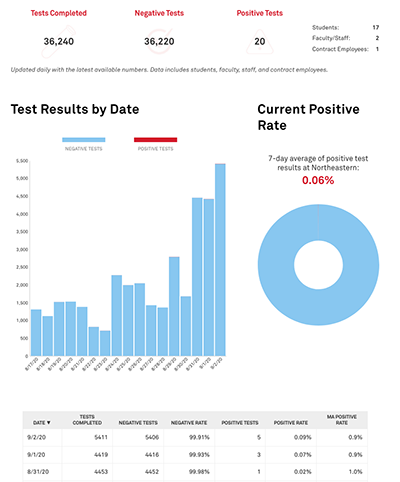 Tests Completed Negative Tests Positive Tests
36,240 36,220 20
Students: 17
Faculty/Staff: 2
Contract Employees: 1
Updated daily with the latest available numbers. Data includes students, faculty, staff, and contract employees.
Test Results by Date
NEGATIVE TESTS POSITIVE TESTS
5,500
5,000
4,500
4,000
3,500
3,000
2,500
2,000
1,500
1,000
500
0
8/17/20 8/18/20 8/19/20 8/20/20 8/21/20 8/22/20 8/23/20 8/24/20 8/25/20 8/26/20 8/27/20 8/28/20 8/29/20 8/30/20 8/31/20 9/1/20 9/2/20
Current Positive
Rate
7-day average of positive test
results at Northeastern:
0.06%
DATE ▼ TESTS COMPLETED NEGATIVE TESTS NEGATIVE RATE POSITIVE TESTS POSITIVE RATE MA POSITIVE RATE
9/2/20 5411 5406 99.91% 5 0.09% 0.9%
9/1/20 4419 4416 99.93% 3 0.07% 0.9%
8/31/20 4453 4452 99.98% 1 0.02% 1.0%